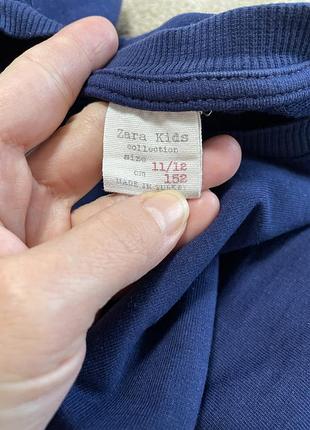 Zara Kids
collection
size 11/12
cm 152
MADE IN TURKEY